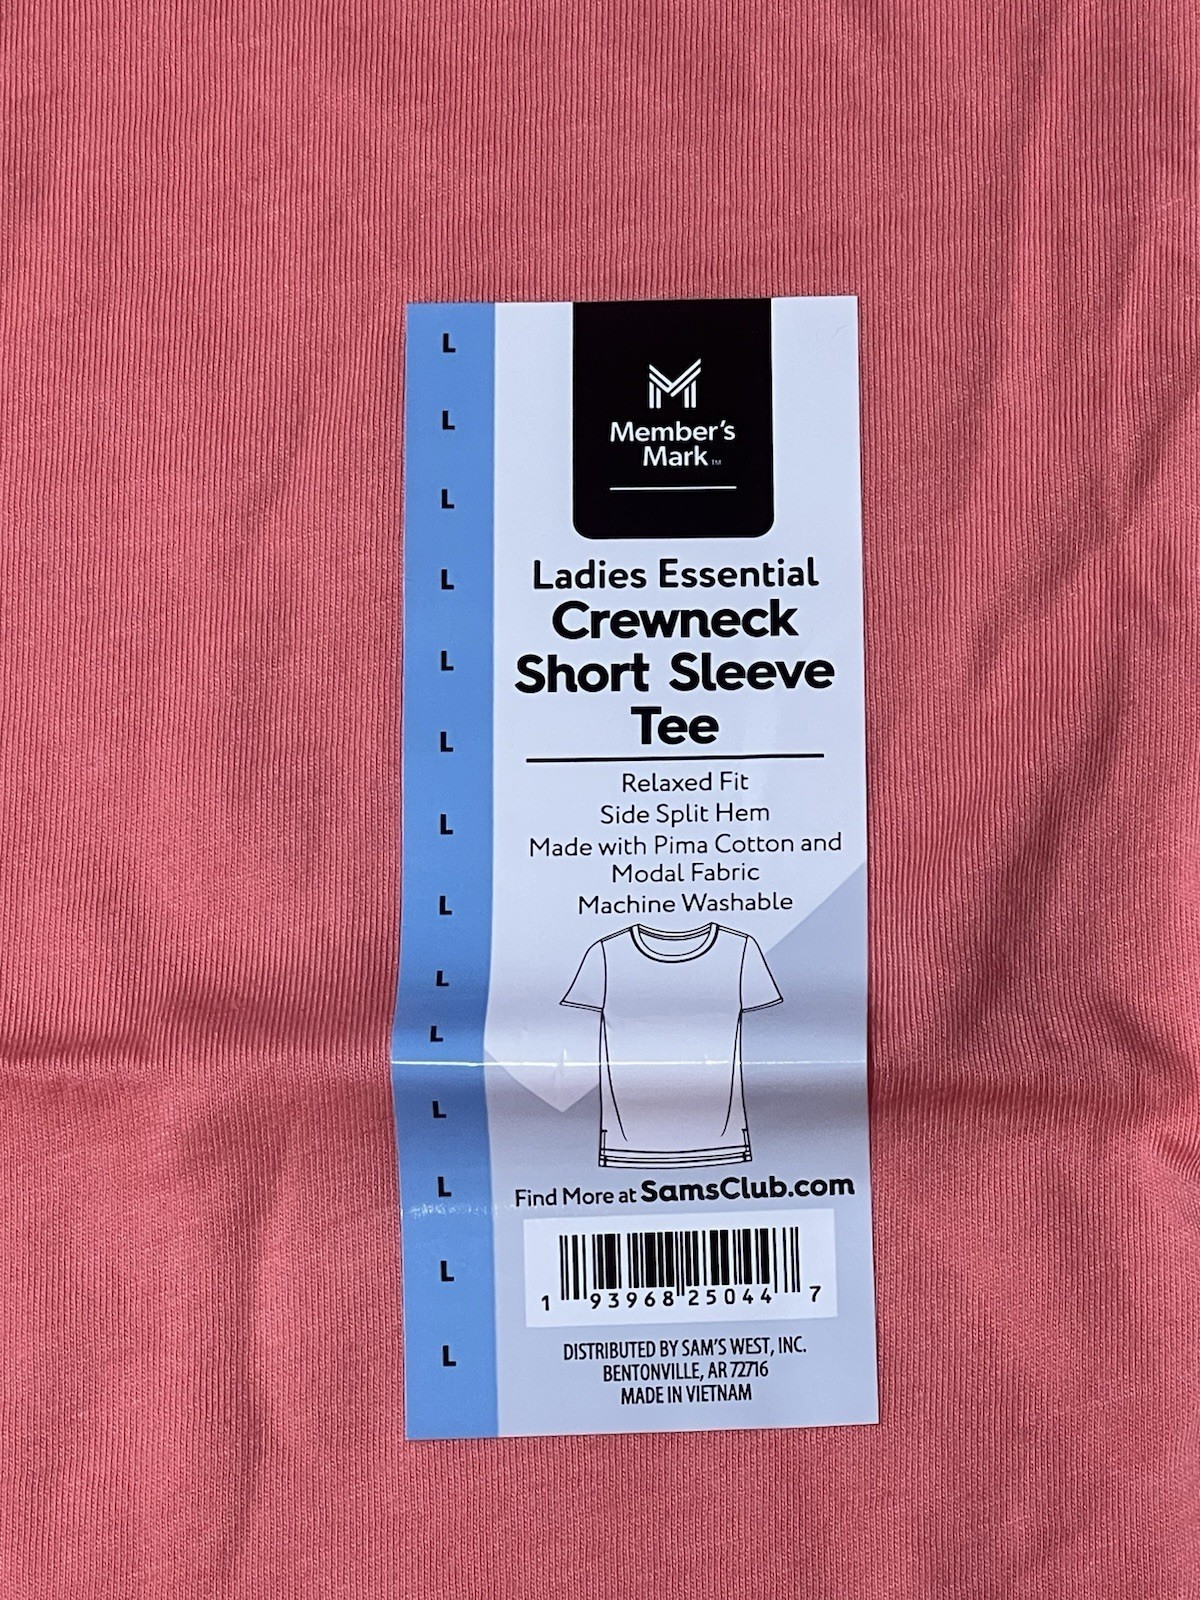 L
L
L
L
L
L
L
L
L
L
L
L
L
L
Member's
Mark™
Ladies Essential
Crewneck
Short Sleeve
Tee
Relaxed Fit
Side Split Hem
Made with Pima Cotton and
Modal Fabric
Machine Washable
Find More at SamsClub.com
1 93968 25044 7
DISTRIBUTED BY SAM'S WEST, INC.
BENTONVILLE, AR 72716
MADE IN VIETNAM